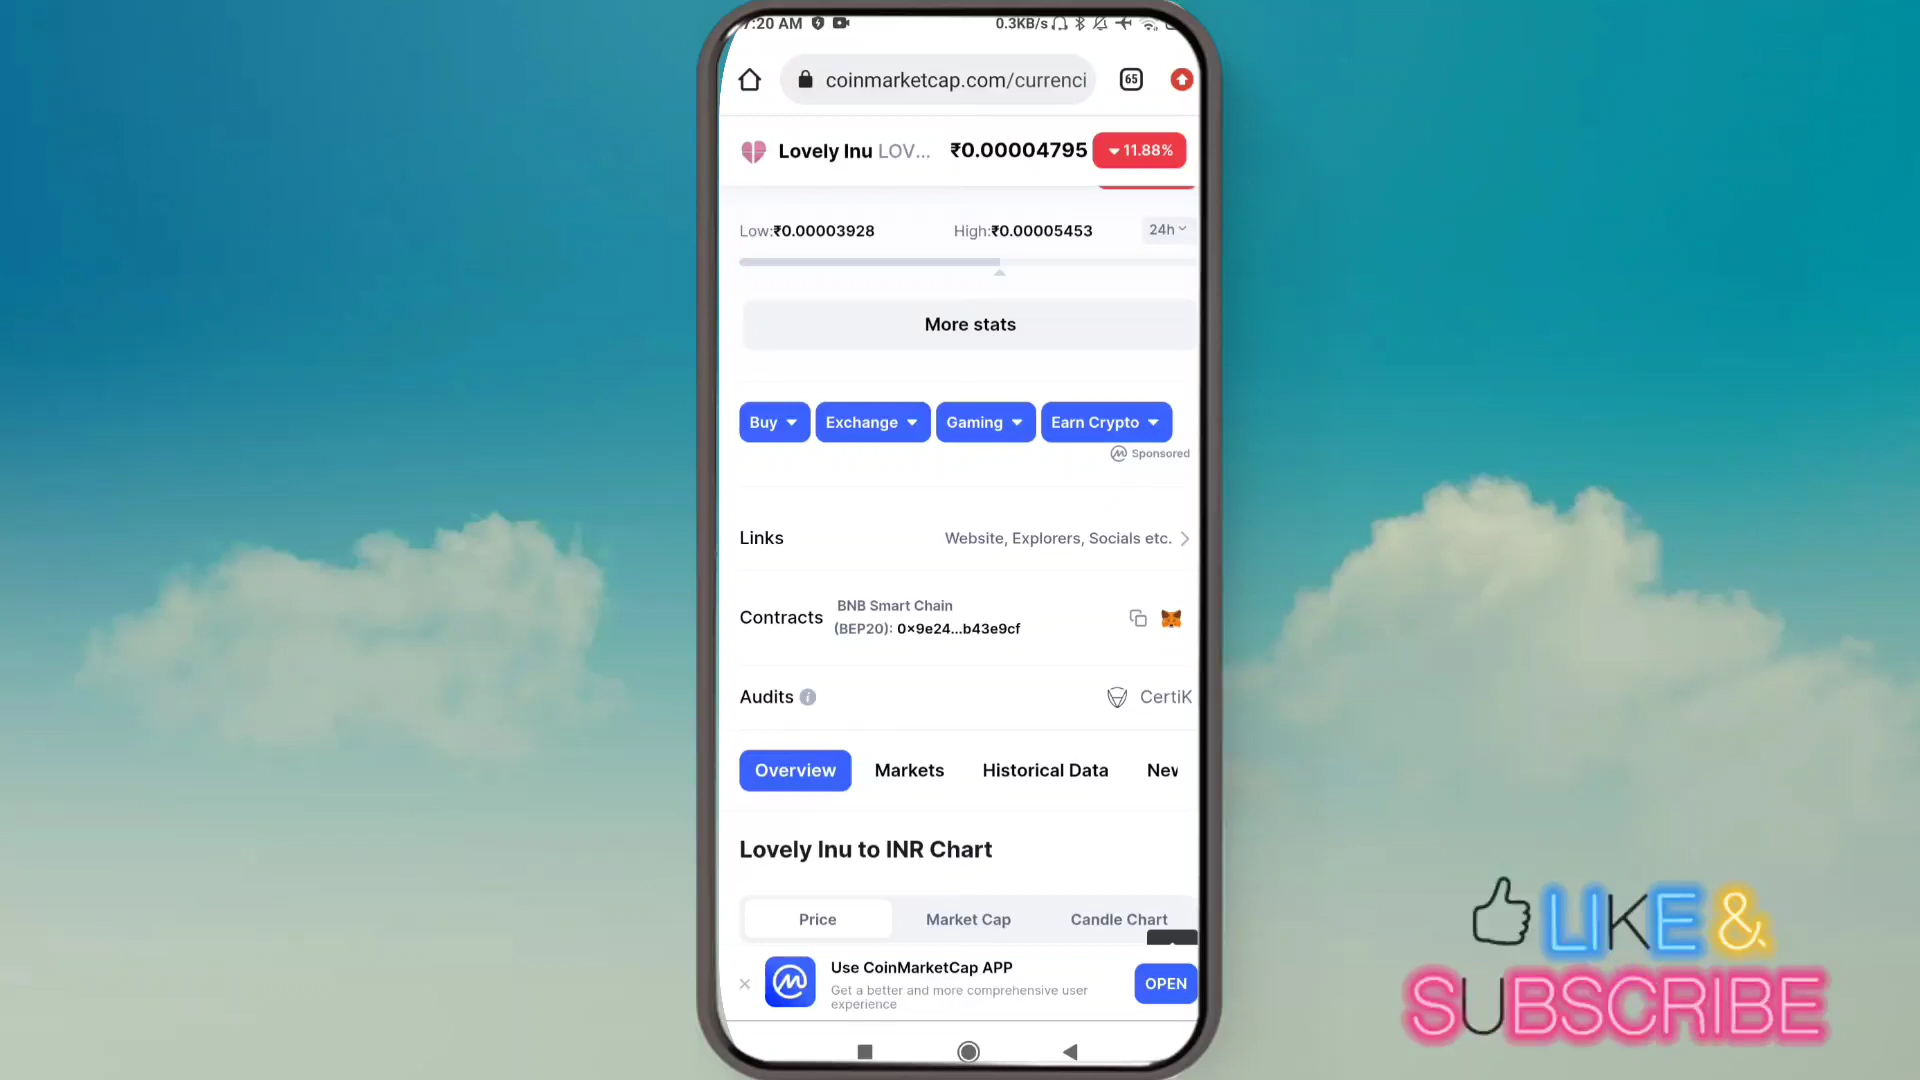 7:20 AM 0.3KB/s
coinmarketcap.com/currenci 65
Lovely Inu LOV... ₹0.00004795 11.88%
Low:₹0.00003928 High:₹0.00005453 24h
More stats
Buy Exchange Gaming Earn Crypto
Sponsored
Links Website, Explorers, Socials etc.
Contracts BNB Smart Chain
(BEP20): 0x9e24...b43e9cf
Audits CertiK
Overview Markets Historical Data Nev
Lovely Inu to INR Chart
Price Market Cap Candle Chart
Use CoinMarketCap APP
Get a better and more comprehensive user
experience
OPEN
LIKE &
SUBSCRIBE